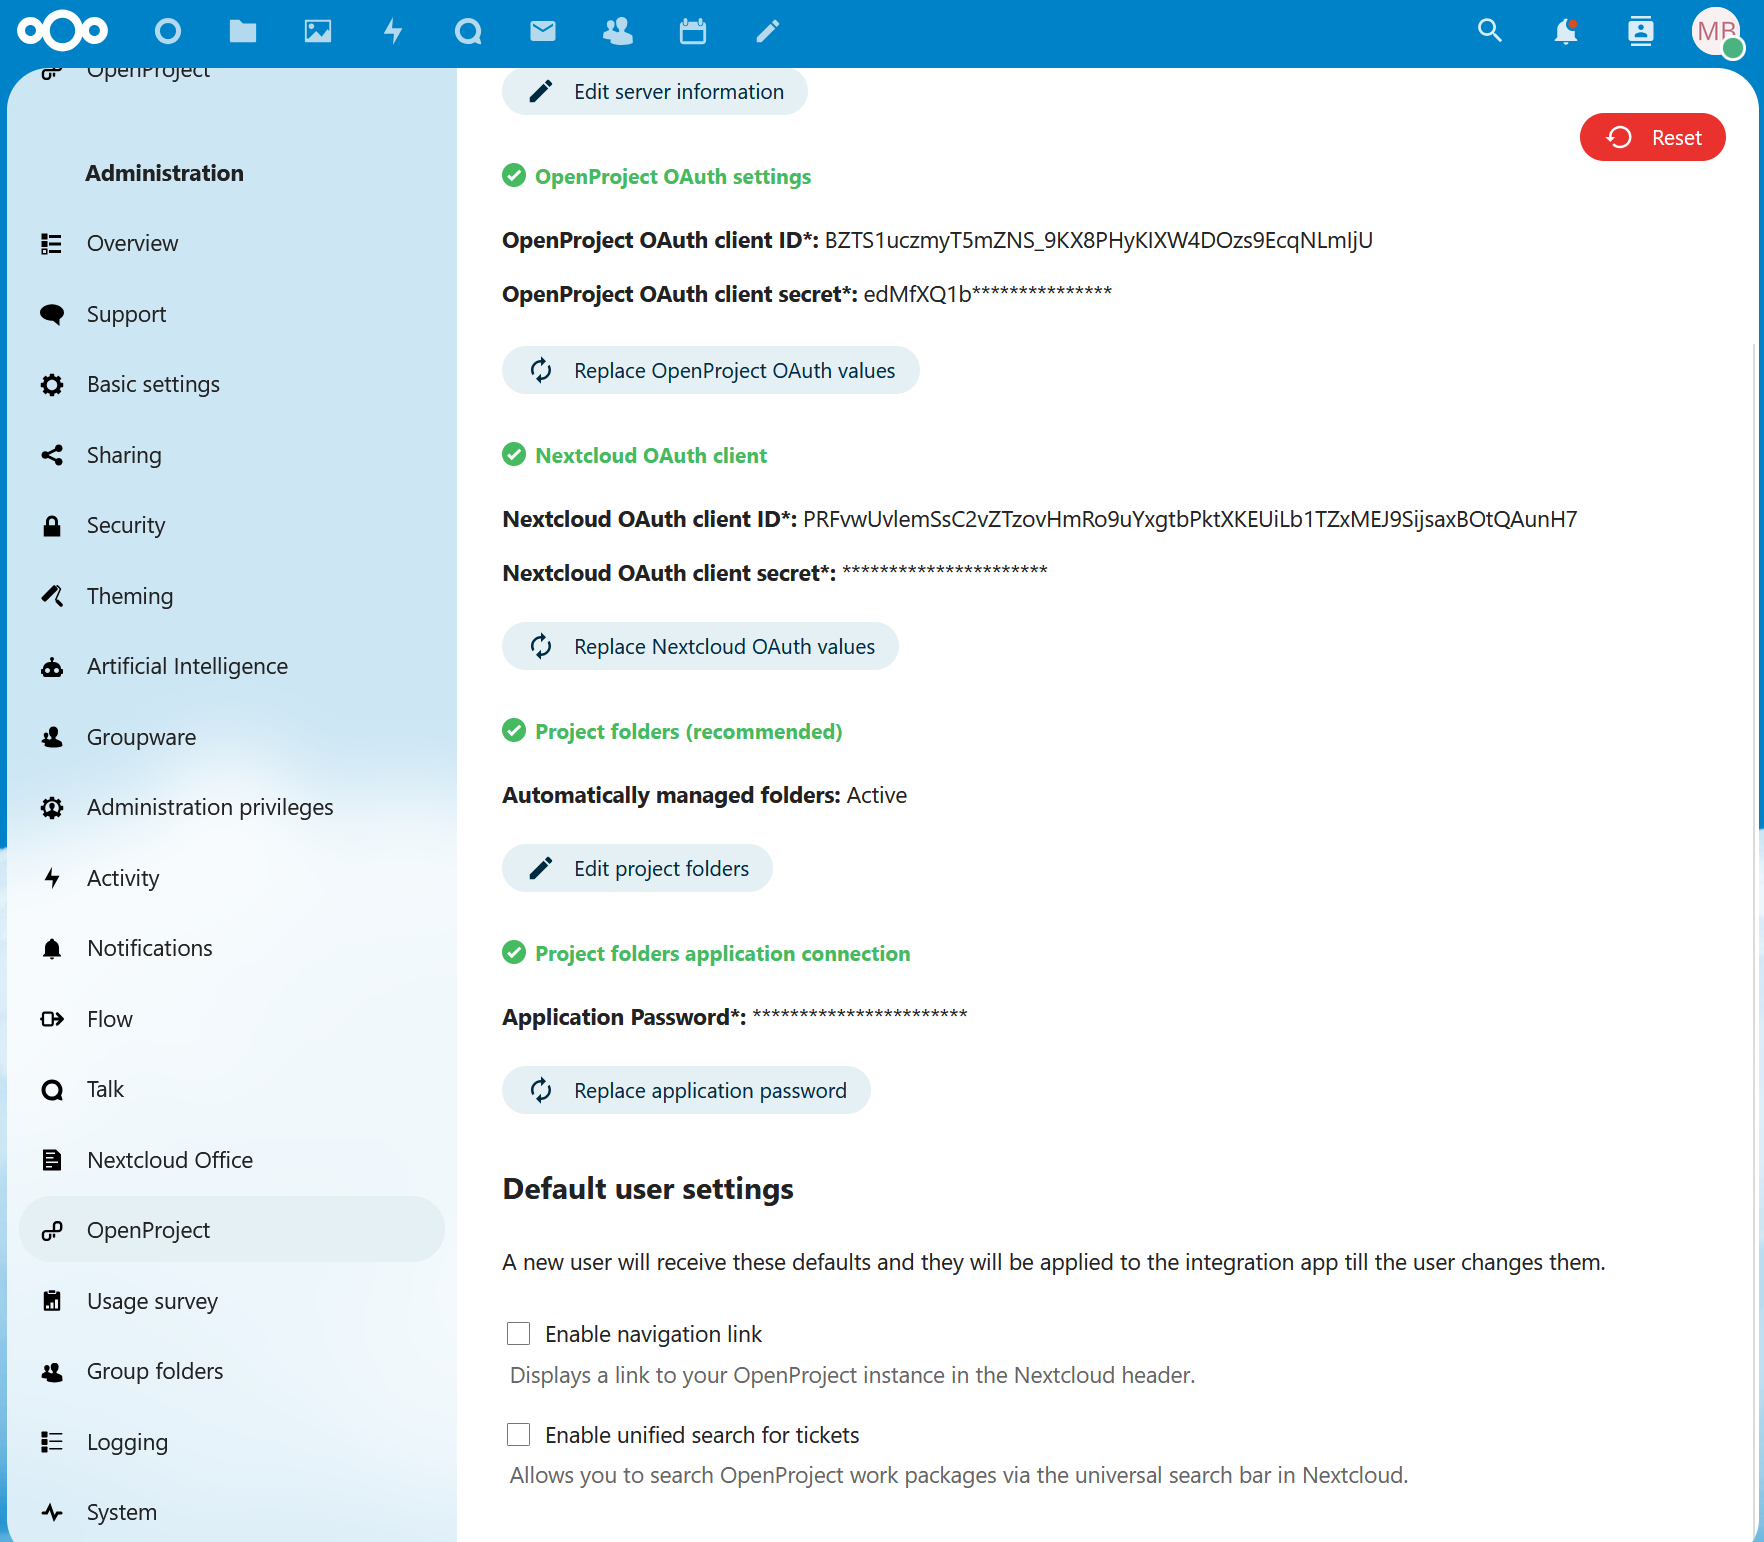 MB
OpenProject
Administration
Overview
Support
Basic settings
Sharing
Security
Theming
Artificial Intelligence
Groupware
Administration privileges
Activity
Notifications
Flow
Talk
Nextcloud Office
OpenProject
Usage survey
Group folders
Logging
System
Edit server information
Reset
OpenProject OAuth settings
OpenProject OAuth client ID*: BZTS1uczmyT5mZNS_9KX8PHyKIXW4DOzs9EcqNLmIjU
OpenProject OAuth client secret*: edMfXQ1b***************
Replace OpenProject OAuth values
Nextcloud OAuth client
Nextcloud OAuth client ID*: PRFvwUvlemSsC2vZTzovHmRo9uYxgtbPktXKEUiLb1TZxMEJ9SijsaxBOtQAunH7
Nextcloud OAuth client secret*: **********************
Replace Nextcloud OAuth values
Project folders (recommended)
Automatically managed folders: Active
Edit project folders
Project folders application connection
Application Password*: ***********************
Replace application password
Default user settings
A new user will receive these defaults and they will be applied to the integration app till the user changes them.
Enable navigation link
Displays a link to your OpenProject instance in the Nextcloud header.
Enable unified search for tickets
Allows you to search OpenProject work packages via the universal search bar in Nextcloud.